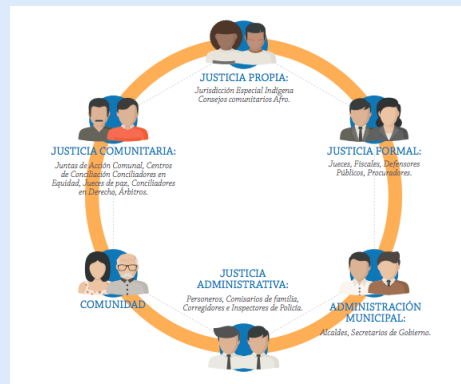 JUSTICIA PROPIA:
Jurisdicción Especial Indígena
Consejos comunitarios Afro.
JUSTICIA COMUNITARIA:
Juntas de Acción Comunal, Centros
de Conciliación Conciliadores en
Equidad, Jueces de paz, Conciliadores
en Derecho, Árbitros.
JUSTICIA FORMAL:
Jueces, Fiscales, Defensores
Públicos, Procuradores.
COMUNIDAD
JUSTICIA
ADMINISTRATIVA:
Personeros, Comisarios de familia,
Corregidores e Inspectores de Policía.
ADMINISTRACIÓN
MUNICIPAL:
Alcaldes, Secretarios de Gobierno.